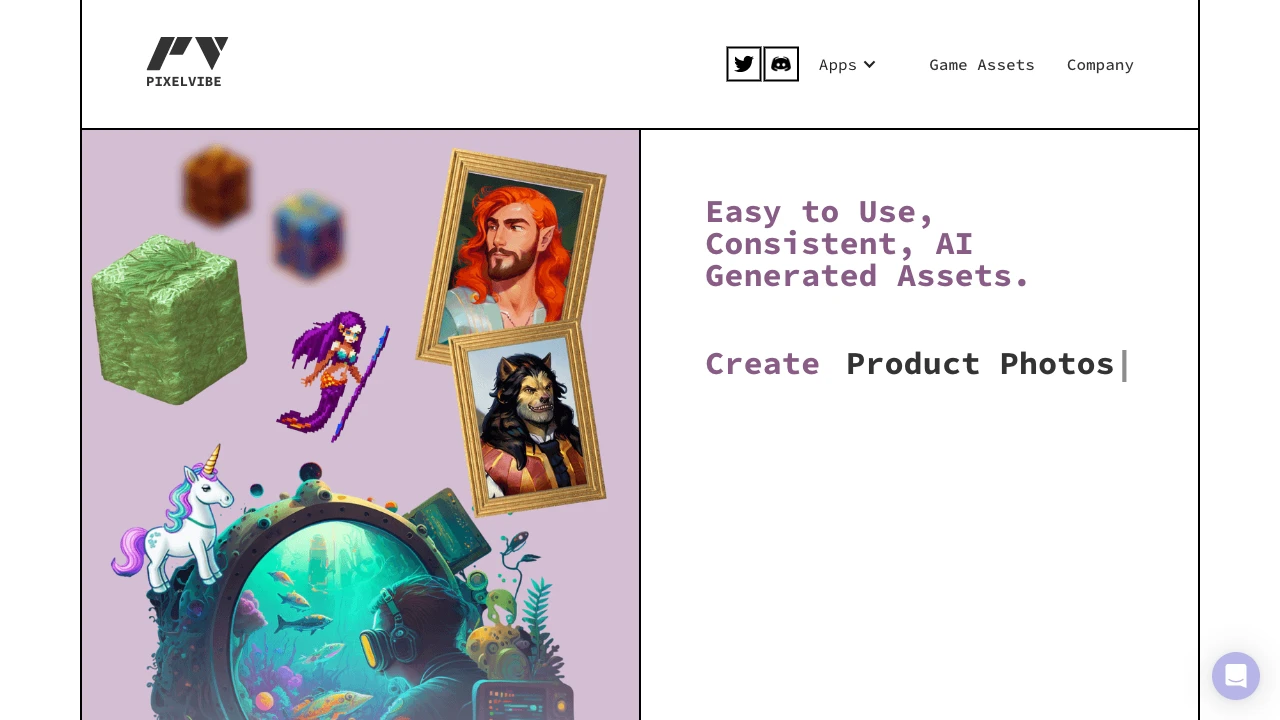 PIXELVIBE
Apps
Game Assets
Company
Easy to Use,
Consistent, AI
Generated Assets.
Create Product Photos|